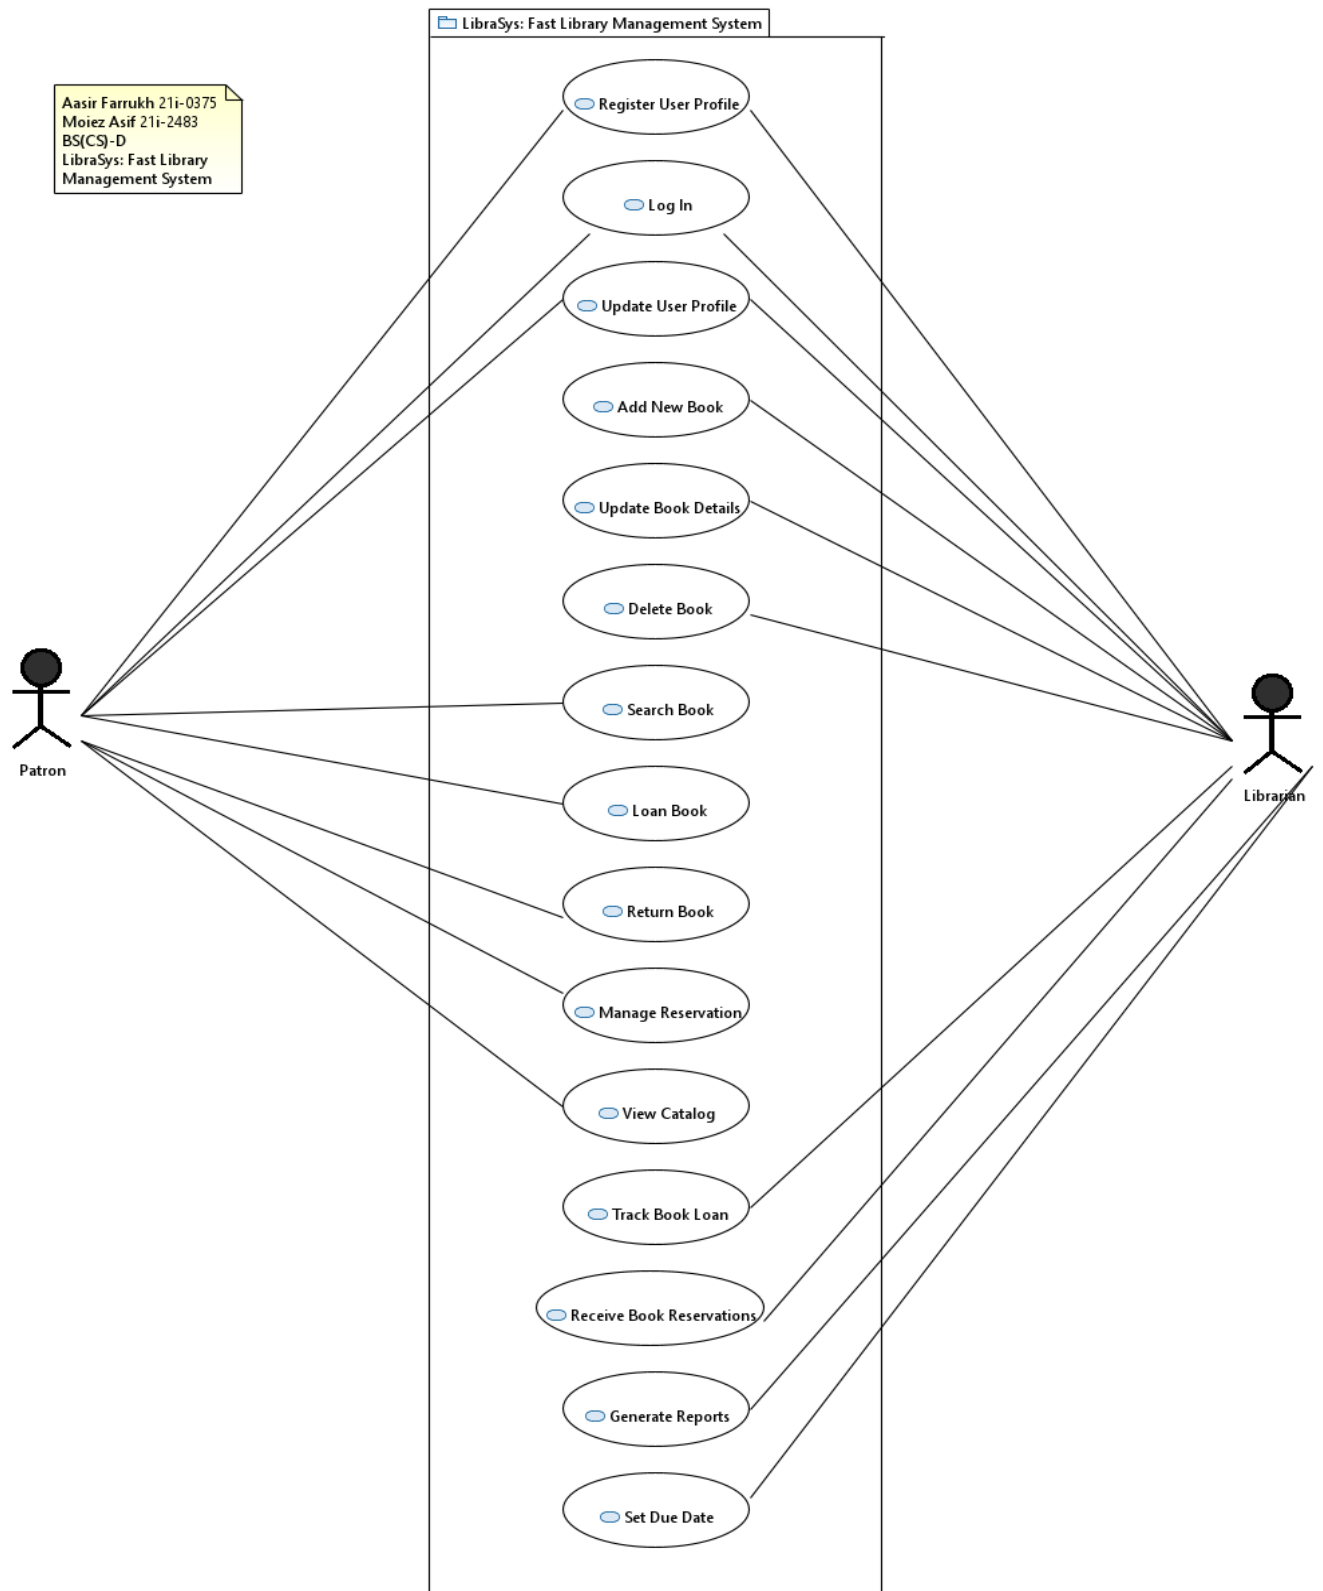 LibraSys: Fast Library Management System
Aasir Farrukh 21i-0375
Moiez Asif 21i-2483
BS(CS)-D
LibraSys: Fast Library
Management System
Register User Profile
Log In
Update User Profile
Add New Book
Update Book Details
Delete Book
Search Book
Patron
Librarian
Loan Book
Return Book
Manage Reservation
View Catalog
Track Book Loan
Receive Book Reservations
Generate Reports
Set Due Date